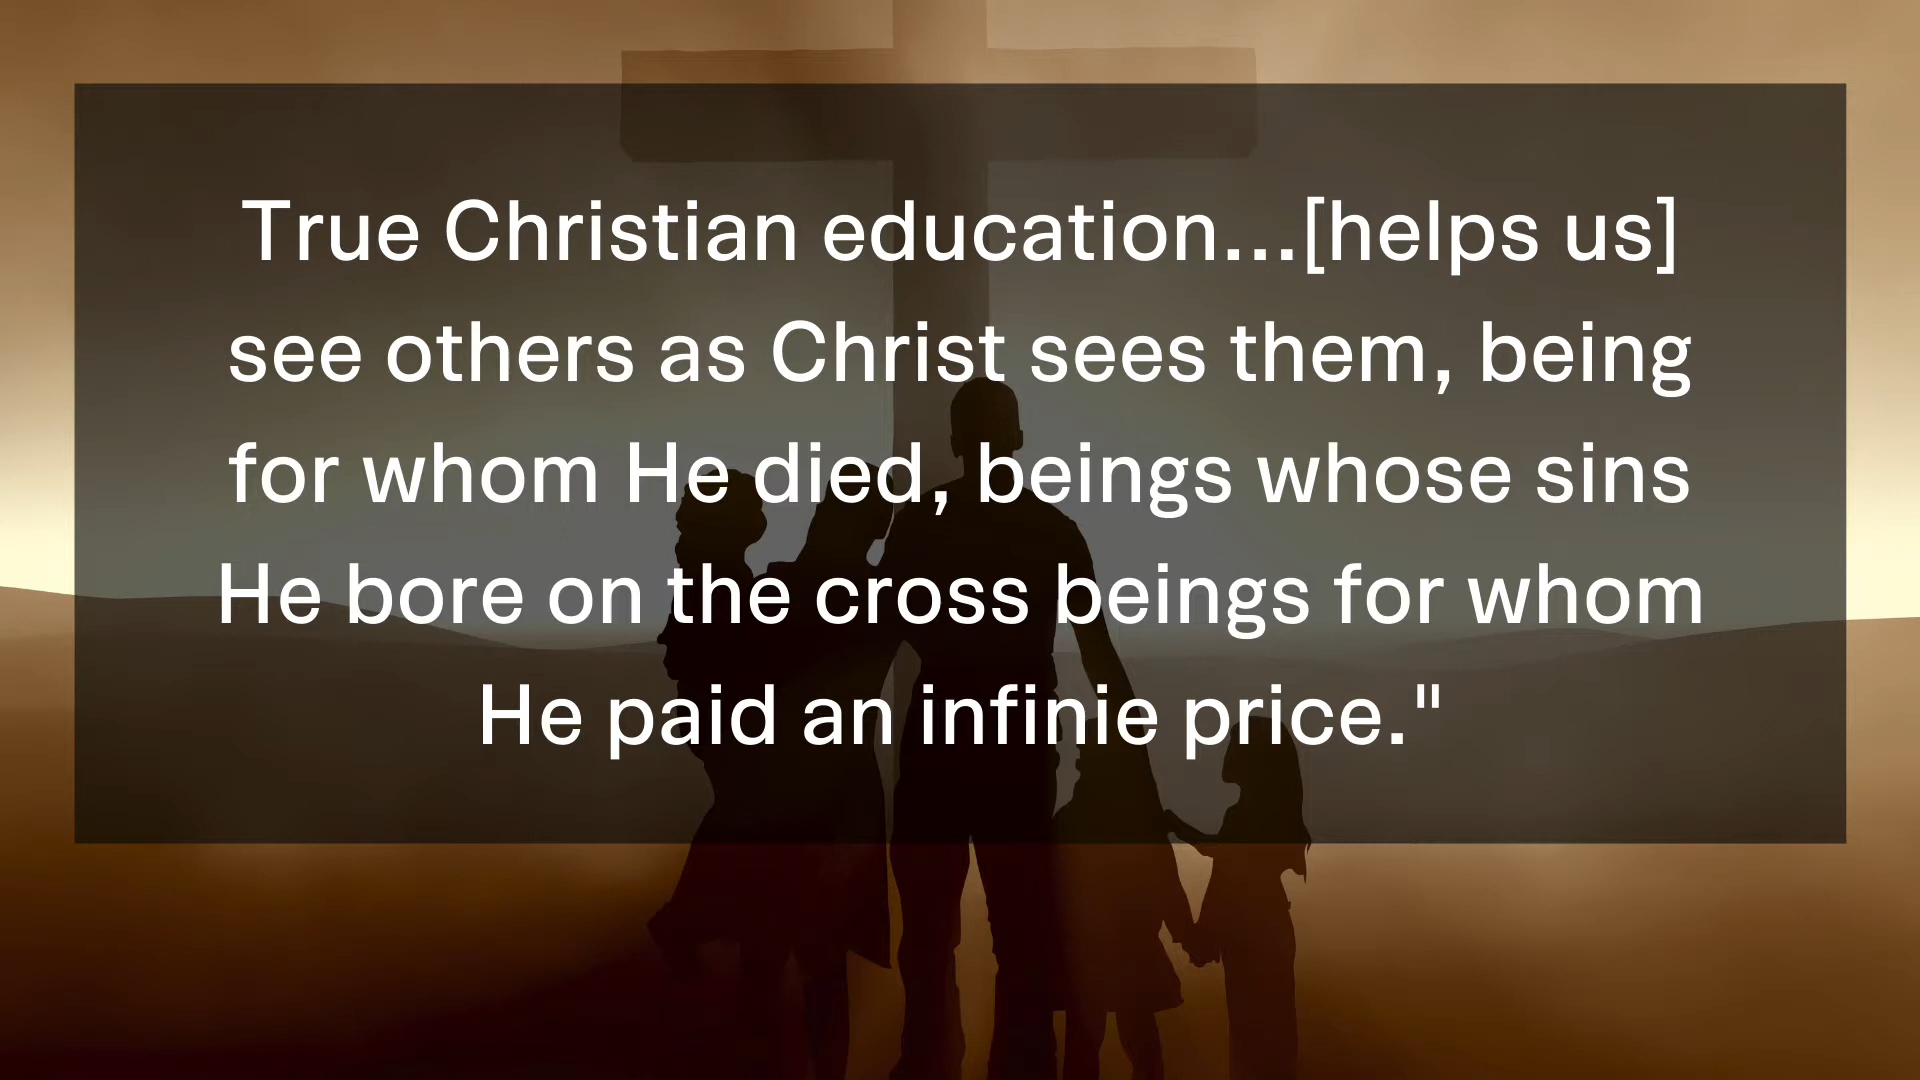 True Christian education...[helps us]
see others as Christ sees them, being
for whom He died, beings whose sins
He bore on the cross beings for whom
He paid an infinie price."